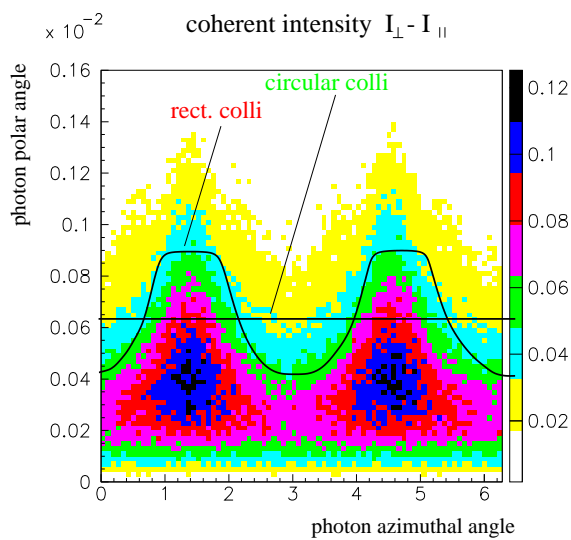 coherent intensity I⊥ - I ||
× 10⁻²
photon polar angle
0.16
0.14
0.12
0.1
0.08
0.06
0.04
0.02
0
circular colli
rect. colli
0.12
0.1
0.08
0.06
0.04
0.02
0 1 2 3 4 5 6
photon azimuthal angle